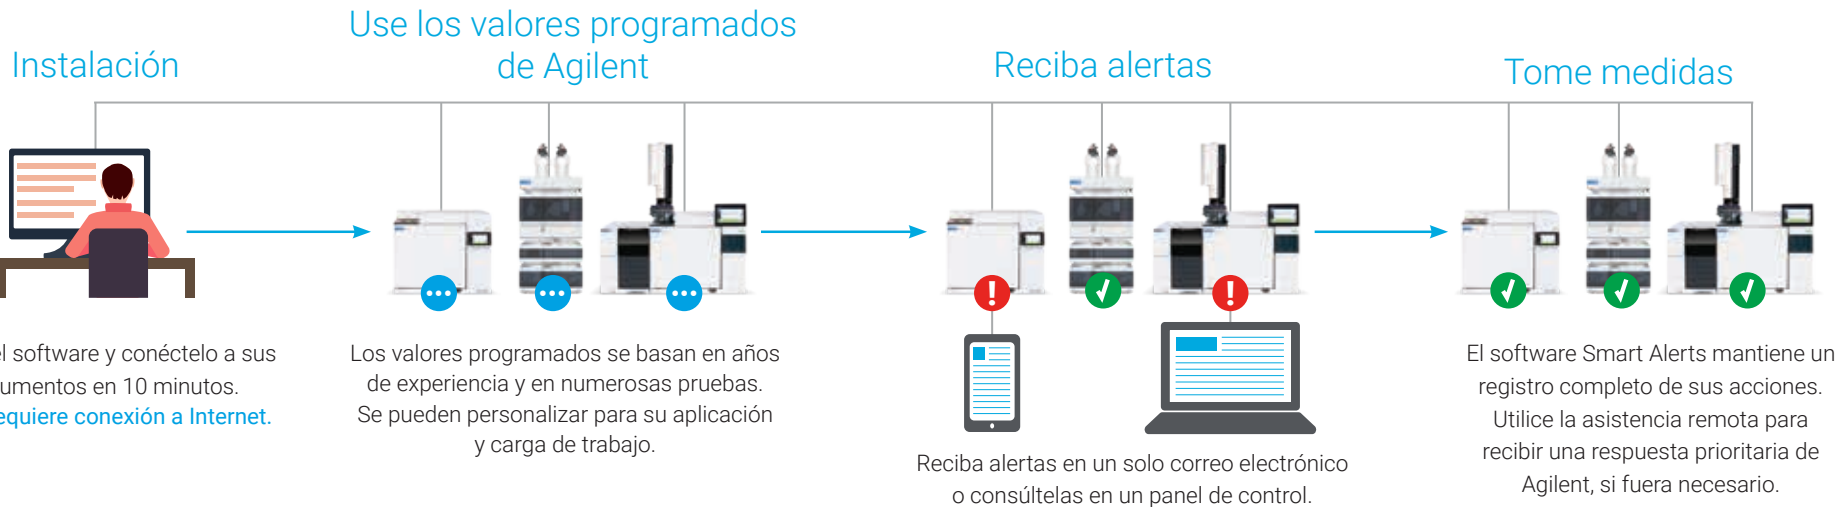 Instalación
el software y conéctelo a sus
umentos en 10 minutos.
equiere conexión a Internet.
Use los valores programados
de Agilent
Los valores programados se basan en años
de experiencia y en numerosas pruebas.
Se pueden personalizar para su aplicación
y carga de trabajo.
Reciba alertas
Reciba alertas en un solo correo electrónico
o consúltelas en un panel de control.
Tome medidas
El software Smart Alerts mantiene un
registro completo de sus acciones.
Utilice la asistencia remota para
recibir una respuesta prioritaria de
Agilent, si fuera necesario.